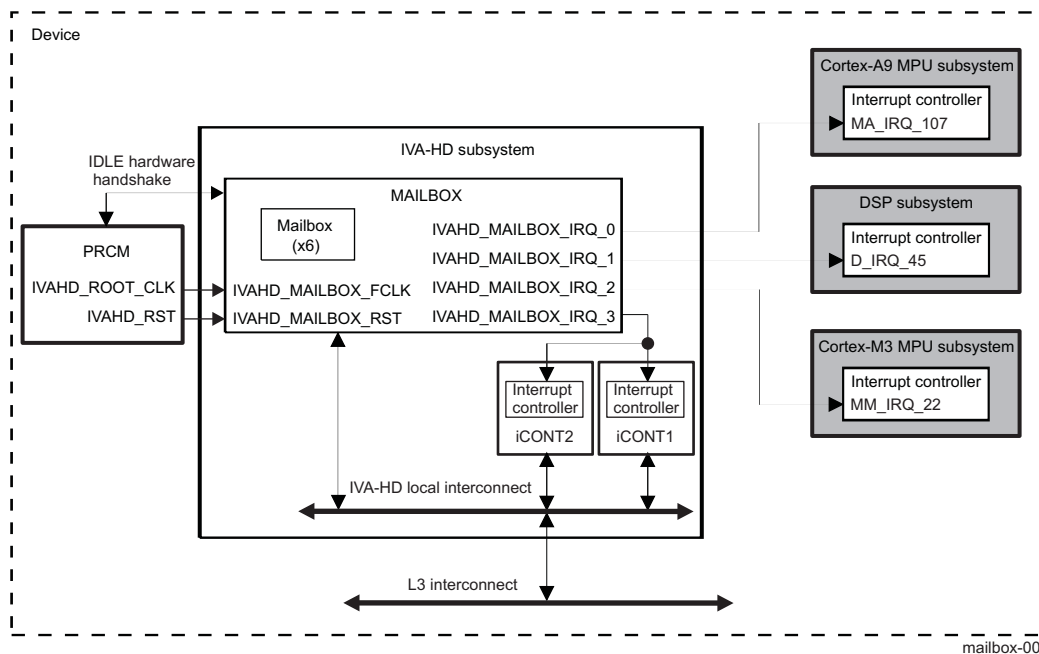 Device
Cortex-A9 MPU subsystem
Interrupt controller
MA_IRQ_107
IVA-HD subsystem
IDLE hardware
handshake
MAILBOX
Mailbox
(x6)
IVAHD_MAILBOX_IRQ_0
IVAHD_MAILBOX_IRQ_1
IVAHD_MAILBOX_IRQ_2
IVAHD_MAILBOX_IRQ_3
DSP subsystem
Interrupt controller
D_IRQ_45
PRCM
IVAHD_ROOT_CLK
IVAHD_RST
IVAHD_MAILBOX_FCLK
IVAHD_MAILBOX_RST
Cortex-M3 MPU subsystem
Interrupt controller
MM_IRQ_22
Interrupt
controller
iCONT2
Interrupt
controller
iCONT1
IVA-HD local interconnect
L3 interconnect
mailbox-00